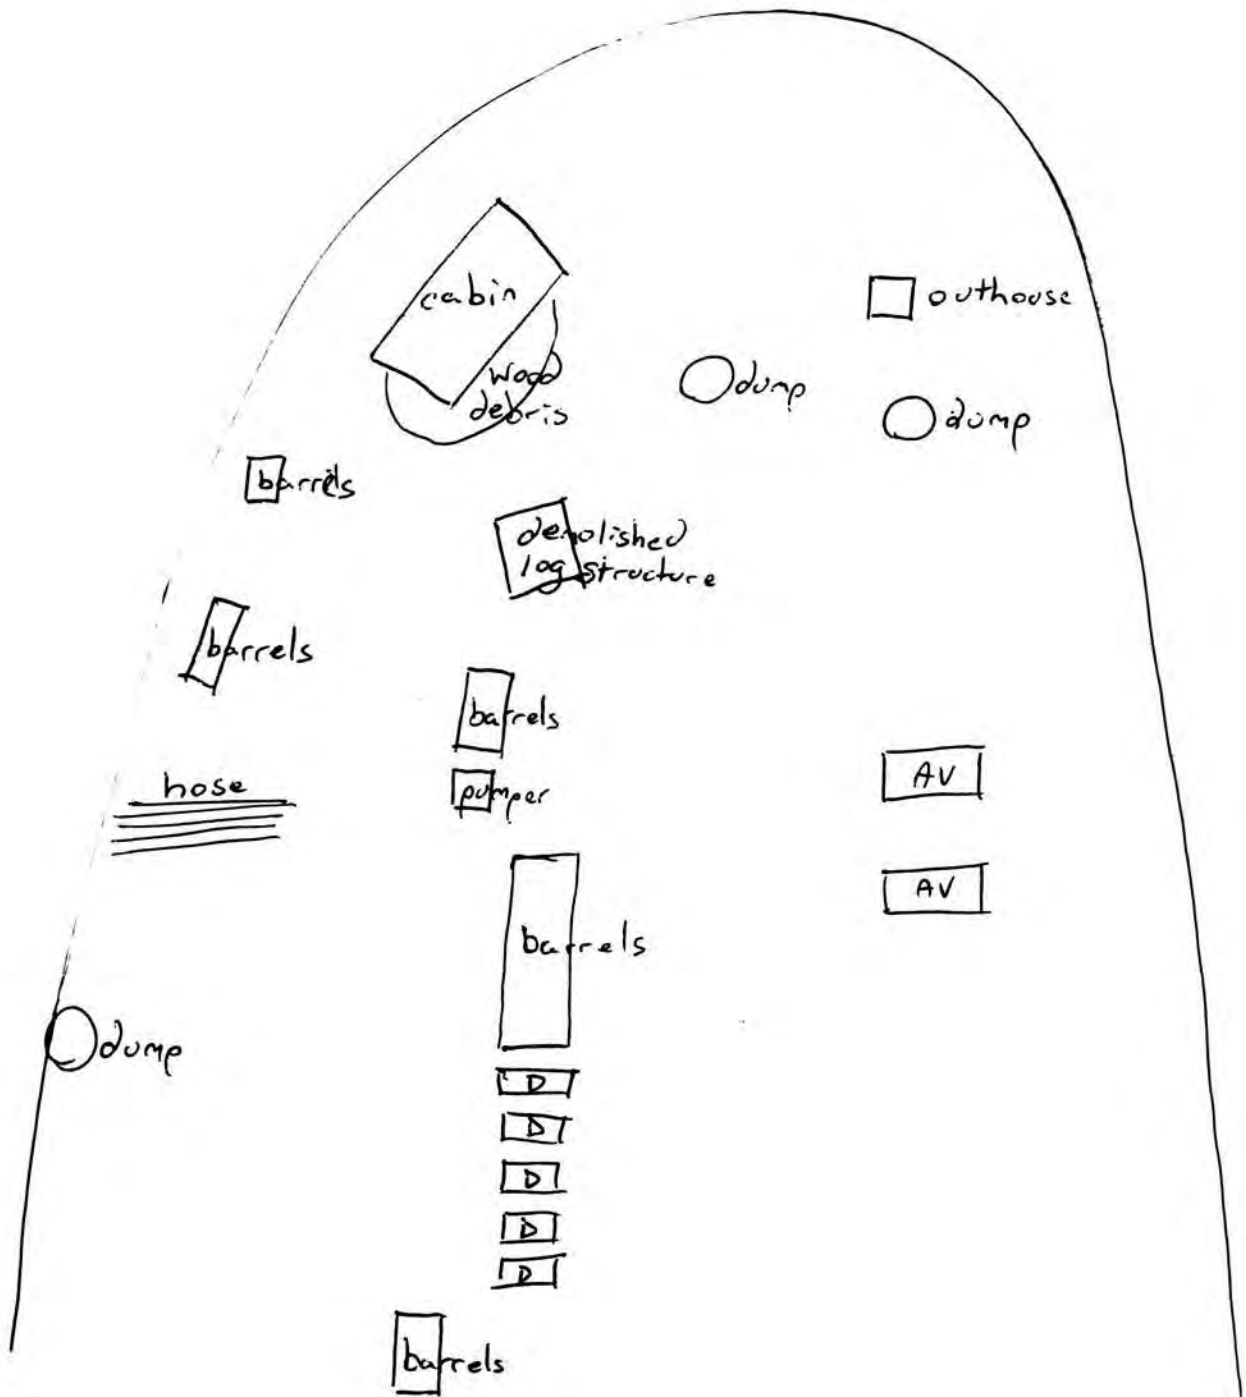 cabin
outhouse
wood
debris
dump
dump
barrels
demolished
log structure
barrels
barrels
hose
pumper
AV
AV
barrels
dump
D
D
D
D
D
barrels